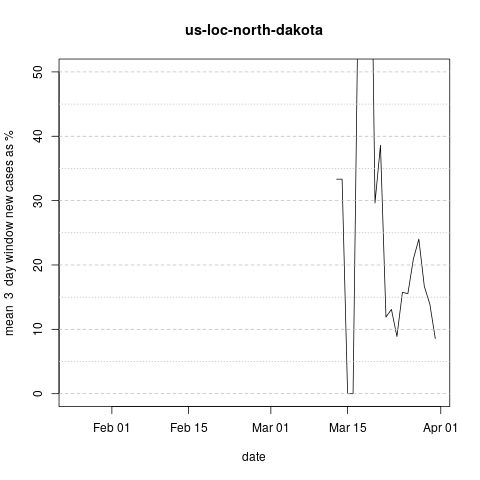 us-loc-north-dakota
mean  3  day window new cases as %
50
40
30
20
10
0
Feb 01
Feb 15
Mar 01
Mar 15
Apr 01
date